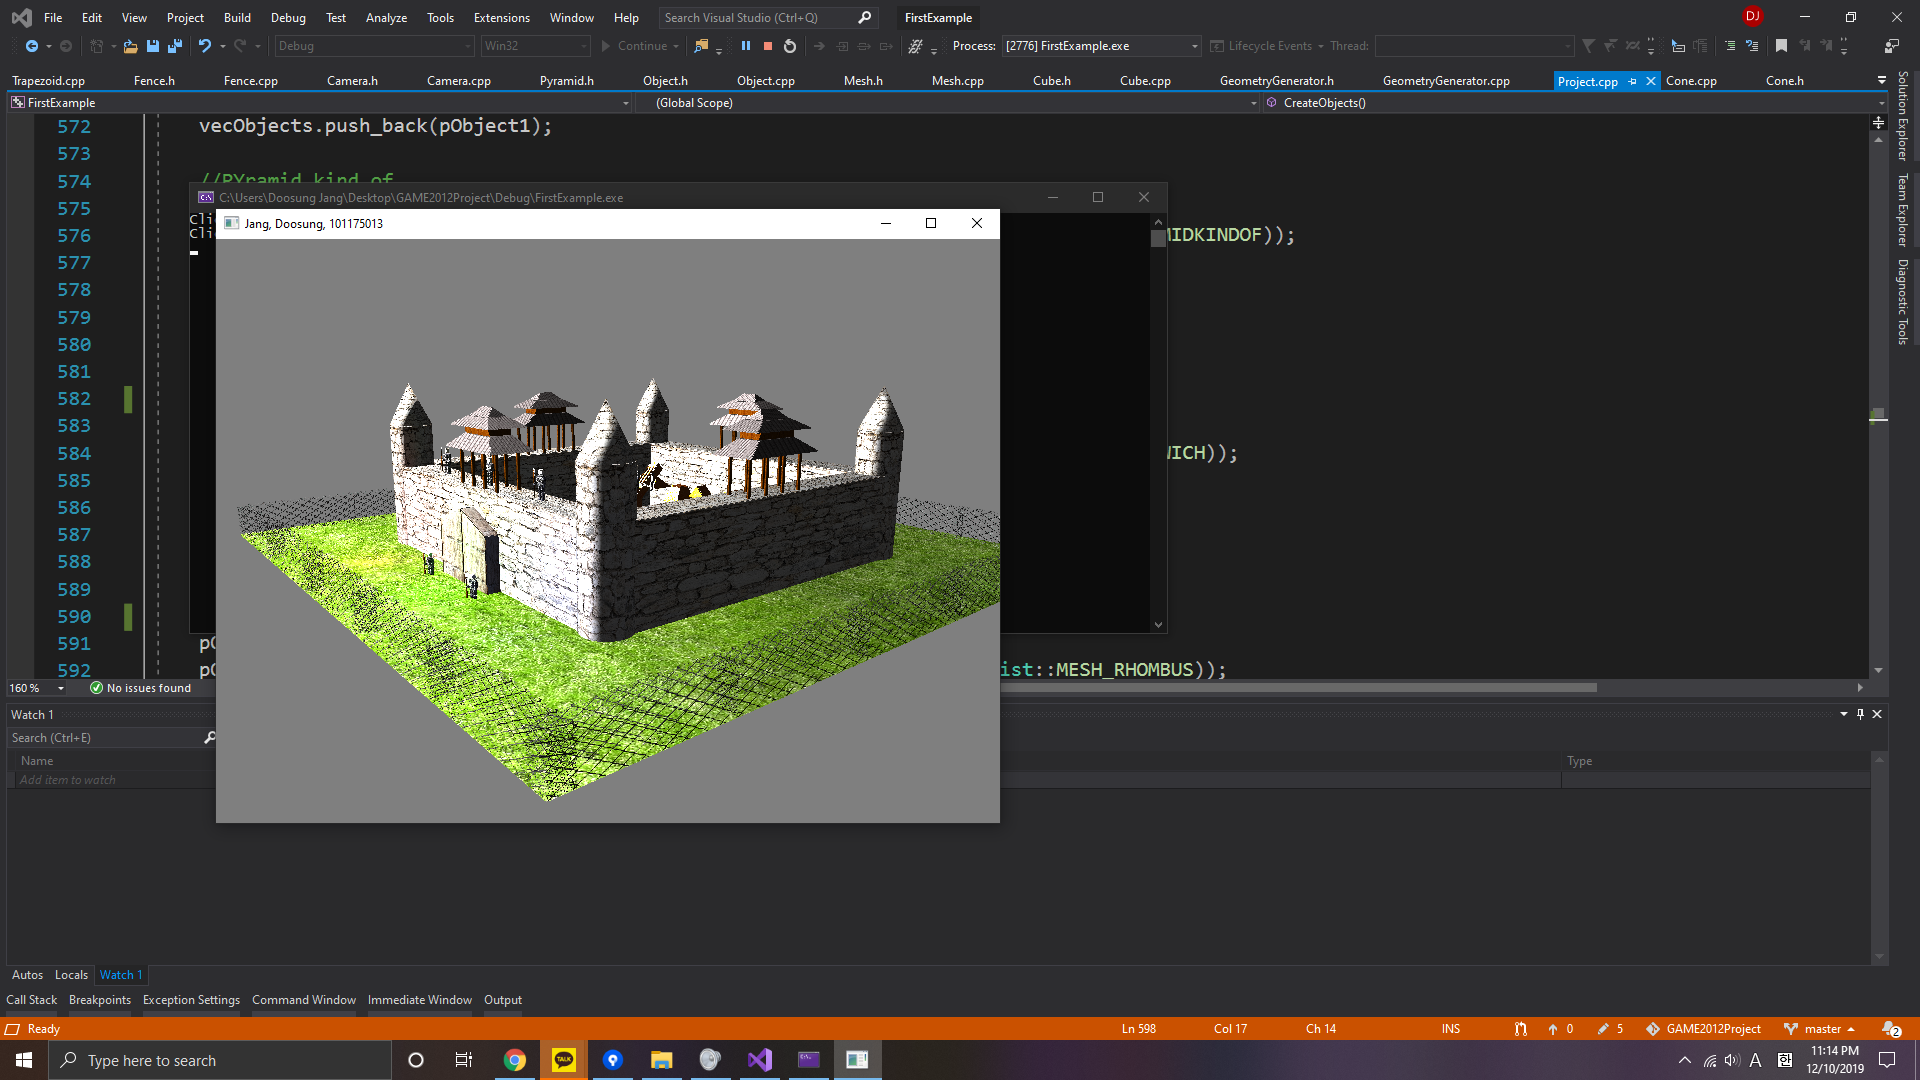 File Edit View Project Build Debug Test Analyze Tools Extensions Window Help Search Visual Studio (Ctrl+Q) FirstExample DJ
Debug Win32 Continue Process: [2776] FirstExample.exe Lifecycle Events Thread:
Trapezoid.cpp Fence.h Fence.cpp Camera.h Camera.cpp Pyramid.h Object.h Object.cpp Mesh.h Mesh.cpp Cube.h Cube.cpp GeometryGenerator.h GeometryGenerator.cpp Project.cpp Cone.cpp Cone.h
FirstExample (Global Scope) CreateObjects()
572 vecObjects.push_back(pObject1);
573
574 //PYramid kind of
575
C:\Users\Doosung Jang\Desktop\GAME2012Project\Debug\FirstExample.exe
Jang, Doosung, 101175013
576 MIDKINDOF));
577
578
579
580
581
582
583
584 WICH));
585
586
587
588
589
590
591
592 ist::MESH_RHOMBUS));
160 % No issues found
Watch 1
Search (Ctrl+E)
Name Type
Add item to watch
Autos Locals Watch 1
Call Stack Breakpoints Exception Settings Command Window Immediate Window Output
Ready Ln 598 Col 17 Ch 14 INS 0 5 GAME2012Project master 2
Type here to search TALK A 한 11:14 PM
12/10/2019
Solution Explorer
Team Explorer
Diagnostic Tools